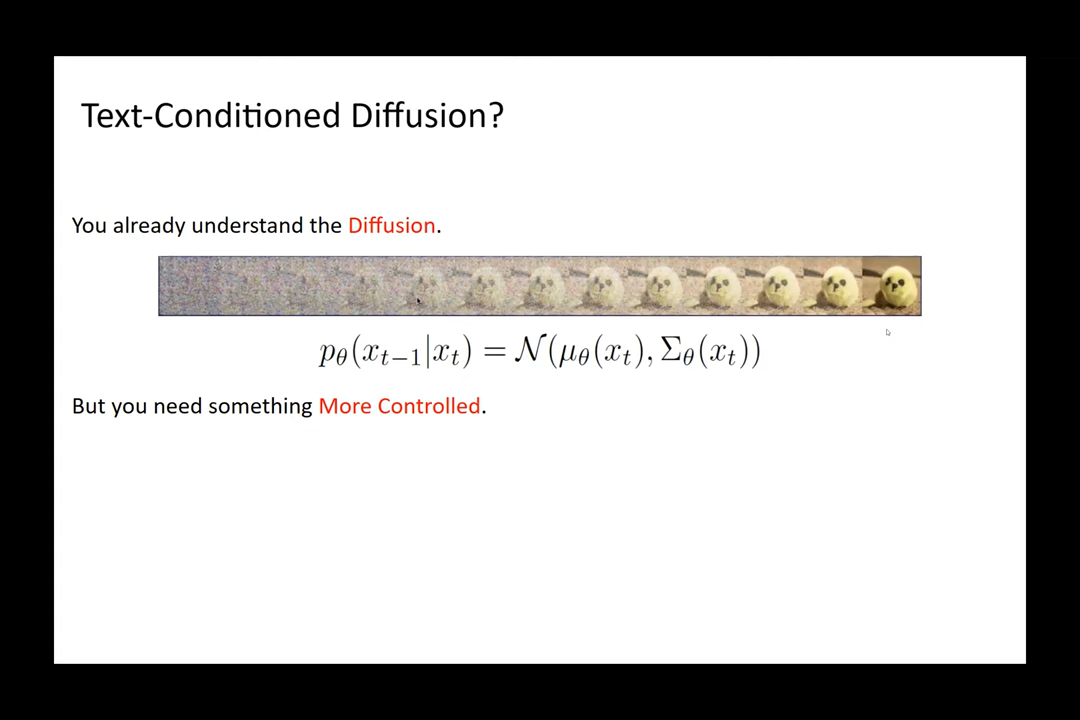 Text-Conditioned Diffusion?
You already understand the Diffusion.
pθ(xt−1|xt) = N(μθ(xt), Σθ(xt))
But you need something More Controlled.